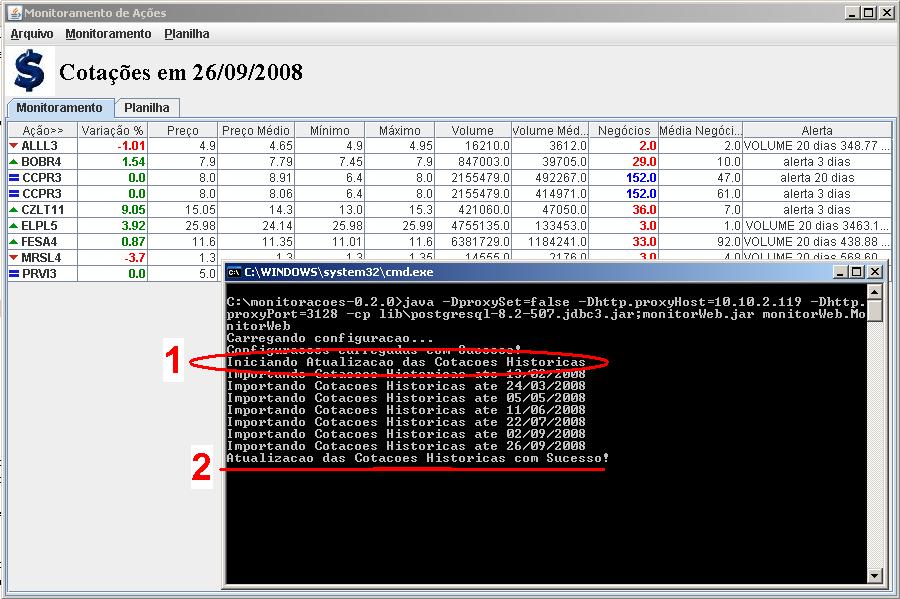 Monitoramento de Ações
Arquivo Monitoramento Planilha
Cotações em 26/09/2008
Monitoramento Planilha
Ação>> Variação % Preço Preço Médio Mínimo Máximo Volume Volume Méd... Negócios Média Negóci... Alerta
ALLL3 -1.01 4.9 4.65 4.9 4.95 16210.0 3612.0 2.0 2.0 VOLUME 20 dias 348.77 ...
BOBR4 1.54 7.9 7.79 7.45 7.9 847003.0 39705.0 29.0 10.0 alerta 3 dias
CCPR3 0.0 8.0 8.91 6.4 8.0 2155479.0 492267.0 152.0 47.0 alerta 20 dias
CCPR3 0.0 8.0 8.06 6.4 8.0 2155479.0 414971.0 152.0 61.0 alerta 3 dias
CZLT11 9.05 15.05 14.3 13.0 15.3 421060.0 47050.0 36.0 7.0 alerta 3 dias
ELPL5 3.92 25.98 24.14 25.98 25.99 4755135.0 133453.0 3.0 1.0 VOLUME 20 dias 3463.1...
FESA4 0.87 11.6 11.35 11.01 11.6 6381729.0 1184241.0 33.0 92.0 VOLUME 20 dias 438.88 ...
MRSL4 -3.7 1.3 1.3 1.3 1.35 14555.0 2176.0 3.0 4.0 VOLUME 20 dias 568.60 ...
PRVI3 0.0 5.0
C:\WINDOWS\system32\cmd.exe
C:\monitoracoes-0.2.0>java -DproxySet=false -Dhttp.proxyHost=10.10.2.119 -Dhttp.
proxyPort=3128 -cp lib\postgresql-8.2-507.jdbc3.jar;monitorWeb.jar monitorWeb.Mo
nitorWeb
Carregando configuracao...
Configuracoes carregadas com Sucesso!
1 Iniciando Atualizacao das Cotacoes Historicas
Importando Cotacoes Historicas ate 13/02/2008
Importando Cotacoes Historicas ate 24/03/2008
Importando Cotacoes Historicas ate 05/05/2008
Importando Cotacoes Historicas ate 11/06/2008
Importando Cotacoes Historicas ate 22/07/2008
Importando Cotacoes Historicas ate 02/09/2008
Importando Cotacoes Historicas ate 26/09/2008
2 Atualizacao das Cotacoes Historicas com Sucesso!